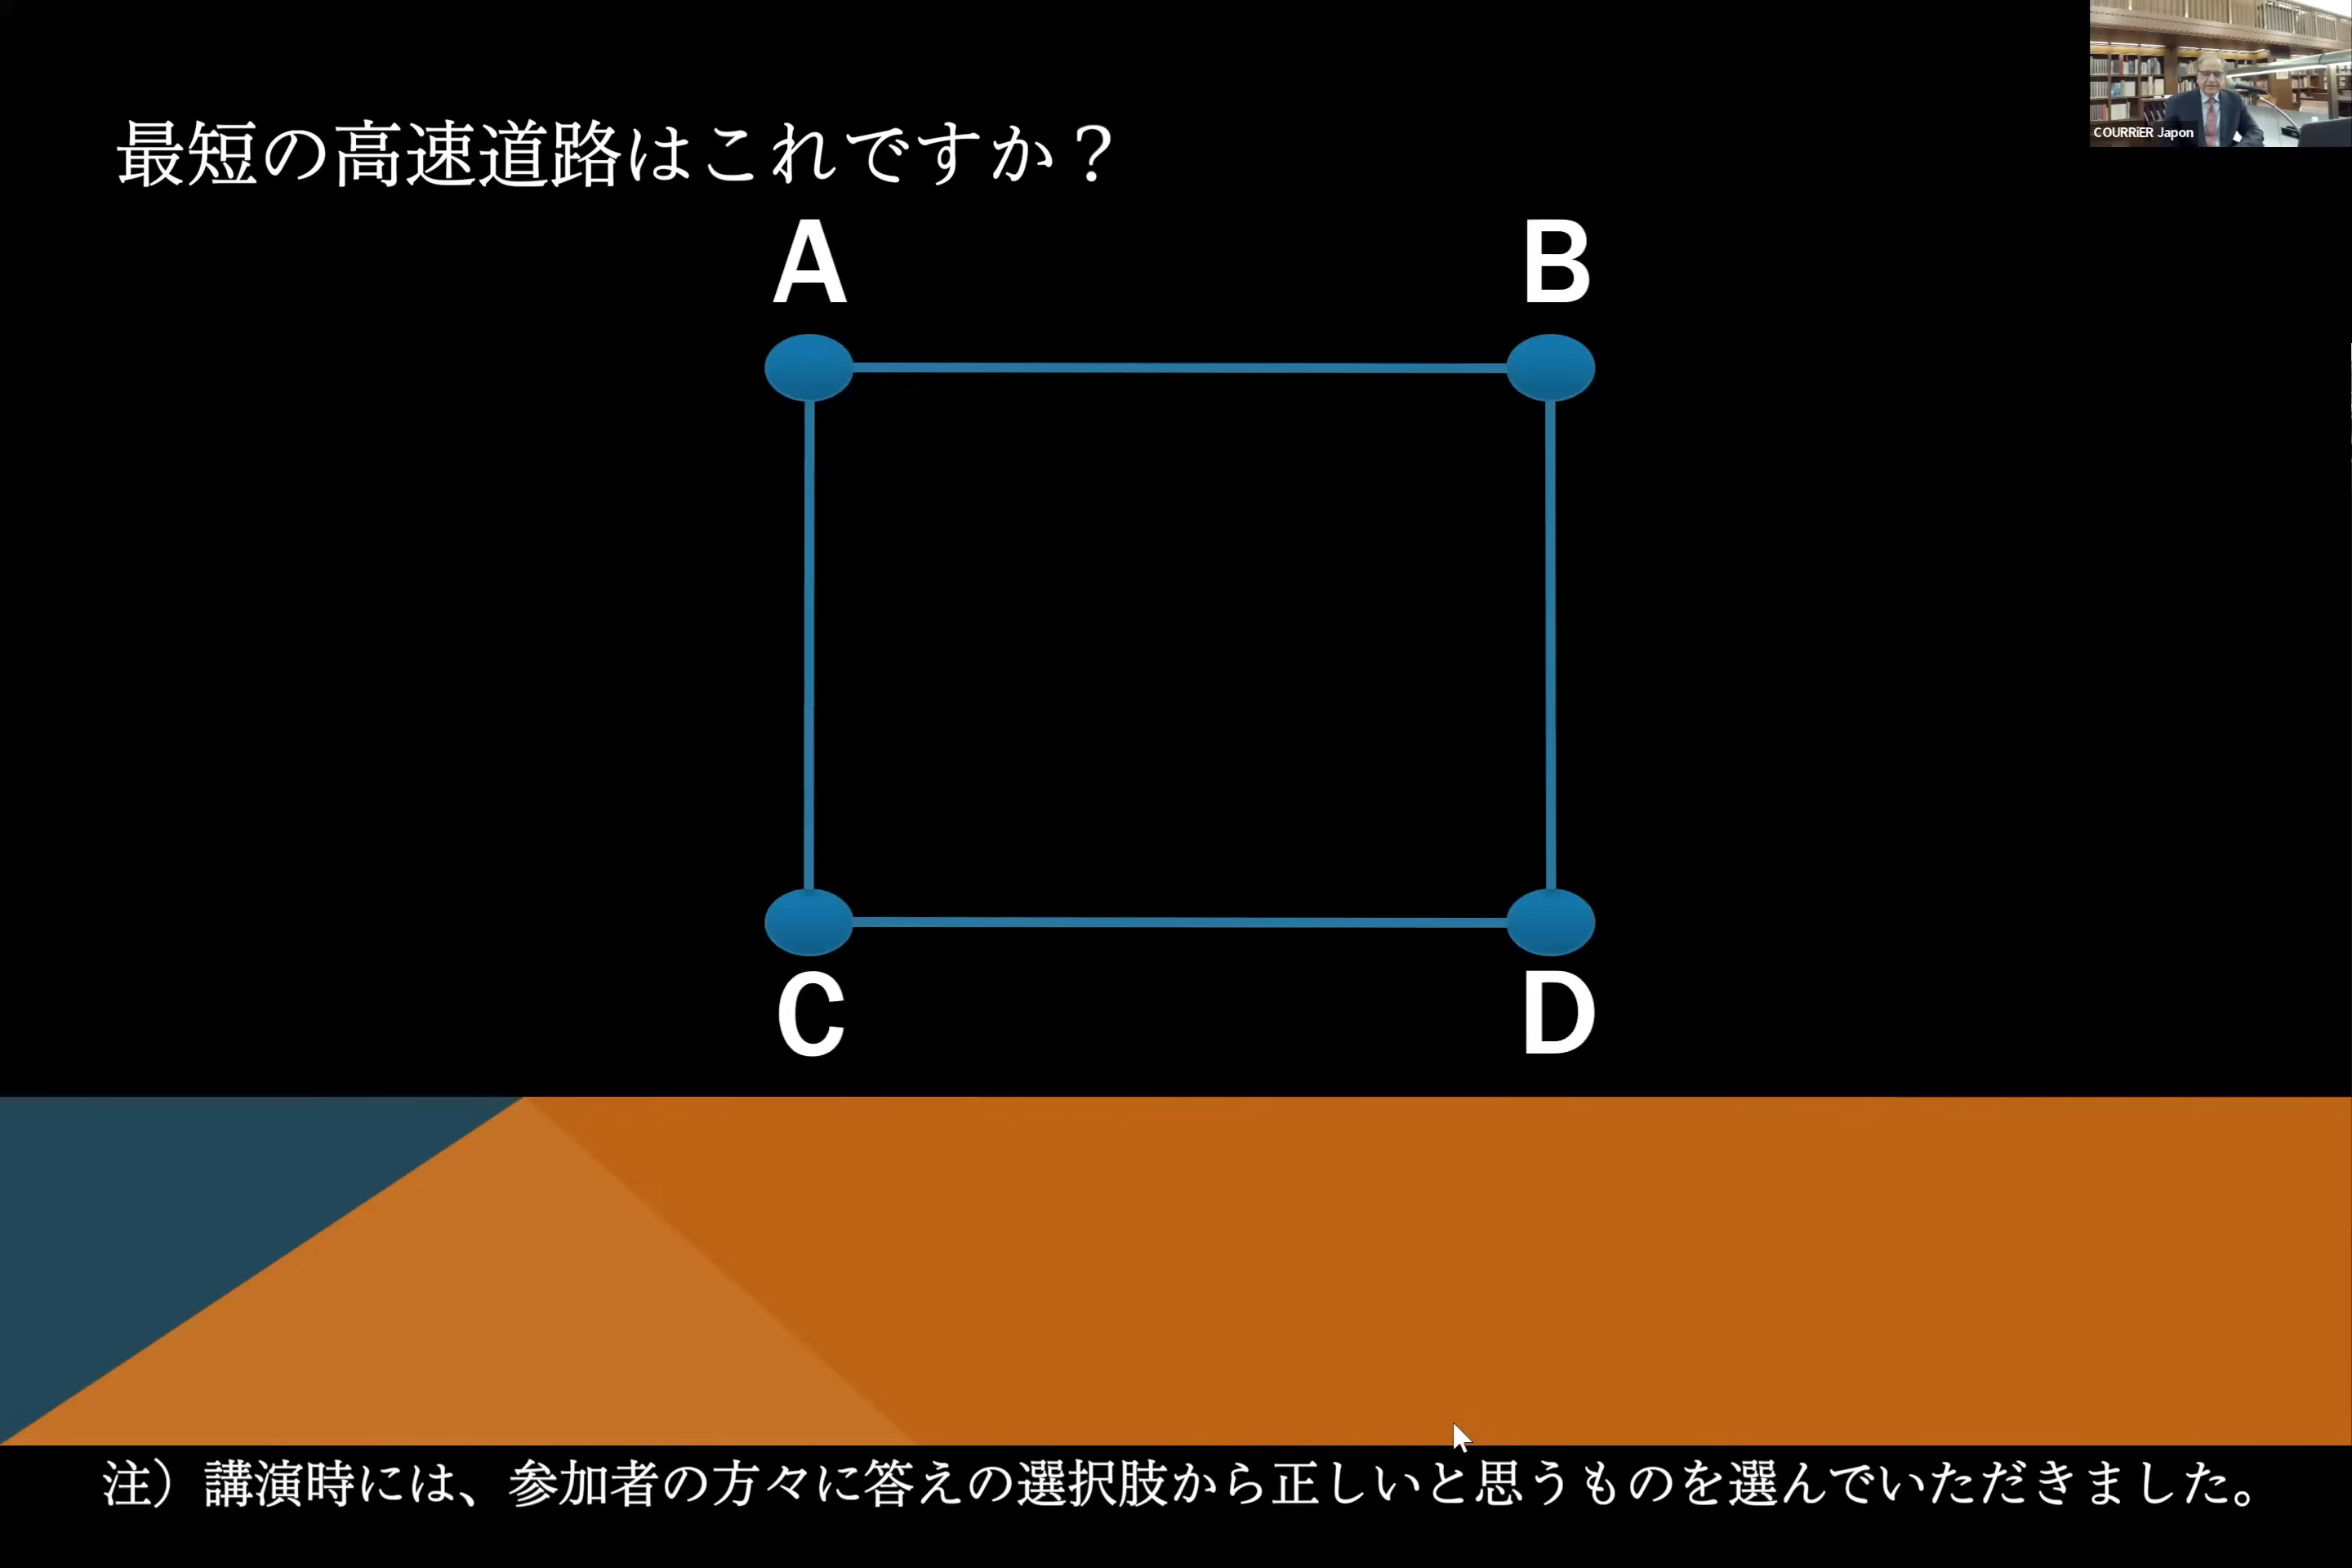 COURRiER Japon
最短の高速道路はこれですか？
A
B
C
D
注）講演時には、参加者の方々に答えの選択肢から正しいと思うものを選んでいただきました。